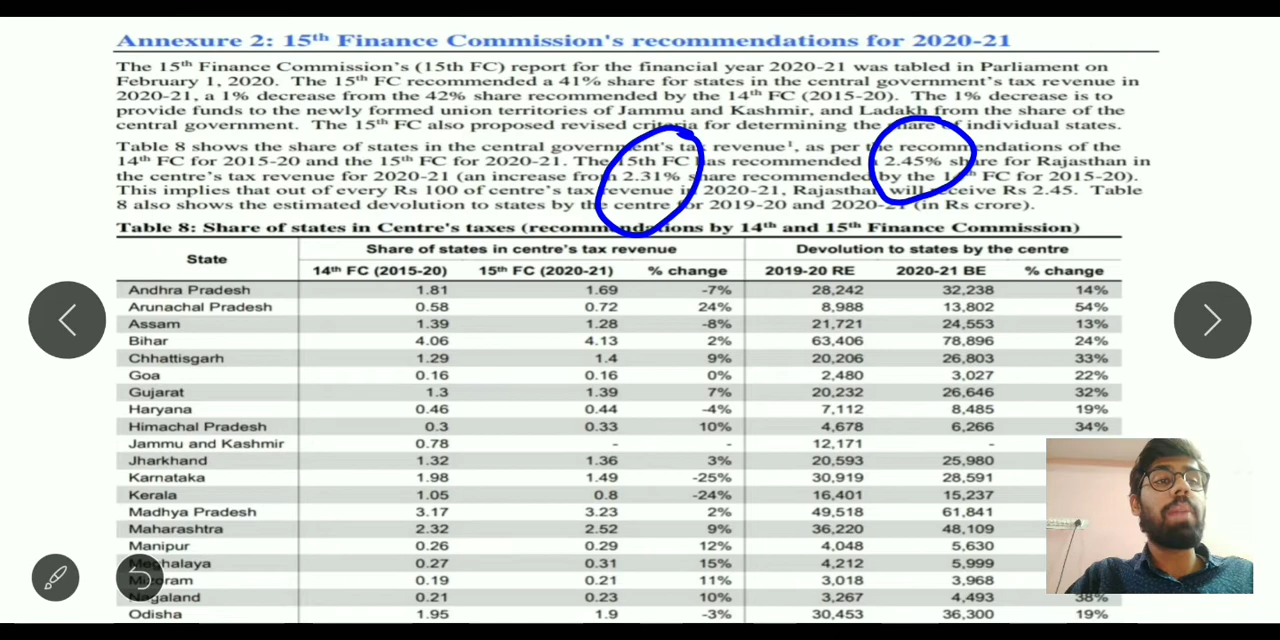 Annexure 2: 15th Finance Commission's recommendations for 2020-21
The 15th Finance Commission's (15th FC) report for the financial year 2020-21 was tabled in Parliament on
February 1, 2020. The 15th FC recommended a 41% share for states in the central government's tax revenue in
2020-21, a 1% decrease from the 42% share recommended by the 14th FC (2015-20). The 1% decrease is to
provide funds to the newly formed union territories of Jammu and Kashmir, and Ladakh from the share of the
central government. The 15th FC also proposed revised criteria for determining the share of individual states.
Table 8 shows the share of states in the central government's tax revenue1, as per the recommendations of the
14th FC for 2015-20 and the 15th FC for 2020-21. The 15th FC has recommended a 2.45% share for Rajasthan in
the centre's tax revenue for 2020-21 (an increase from 2.31% share recommended by the 14th FC for 2015-20).
This implies that out of every Rs 100 of centre's tax revenue in 2020-21, Rajasthan will receive Rs 2.45. Table
8 also shows the estimated devolution to states by the centre for 2019-20 and 2020-21 (in Rs crore).
Table 8: Share of states in Centre's taxes (recommendations by 14th and 15th Finance Commission)
State Share of states in centre's tax revenue Devolution to states by the centre
14th FC (2015-20) 15th FC (2020-21) % change 2019-20 RE 2020-21 BE % change
Andhra Pradesh 1.81 1.69 -7% 28,242 32,238 14%
Arunachal Pradesh 0.58 0.72 24% 8,988 13,802 54%
Assam 1.39 1.28 -8% 21,721 24,553 13%
Bihar 4.06 4.13 2% 63,406 78,896 24%
Chhattisgarh 1.29 1.4 9% 20,206 26,803 33%
Goa 0.16 0.16 0% 2,480 3,027 22%
Gujarat 1.3 1.39 7% 20,232 26,646 32%
Haryana 0.46 0.44 -4% 7,112 8,485 19%
Himachal Pradesh 0.3 0.33 10% 4,678 6,266 34%
Jammu and Kashmir 0.78 - - 12,171 -
Jharkhand 1.32 1.36 3% 20,593 25,980
Karnataka 1.98 1.49 -25% 30,919 28,591
Kerala 1.05 0.8 -24% 16,401 15,237
Madhya Pradesh 3.17 3.23 2% 49,518 61,841
Maharashtra 2.32 2.52 9% 36,220 48,109
Manipur 0.26 0.29 12% 4,048 5,630
Meghalaya 0.27 0.31 15% 4,212 5,999
Mizoram 0.19 0.21 11% 3,018 3,968
Nagaland 0.21 0.23 10% 3,267 4,493 38%
Odisha 1.95 1.9 -3% 30,453 36,300 19%